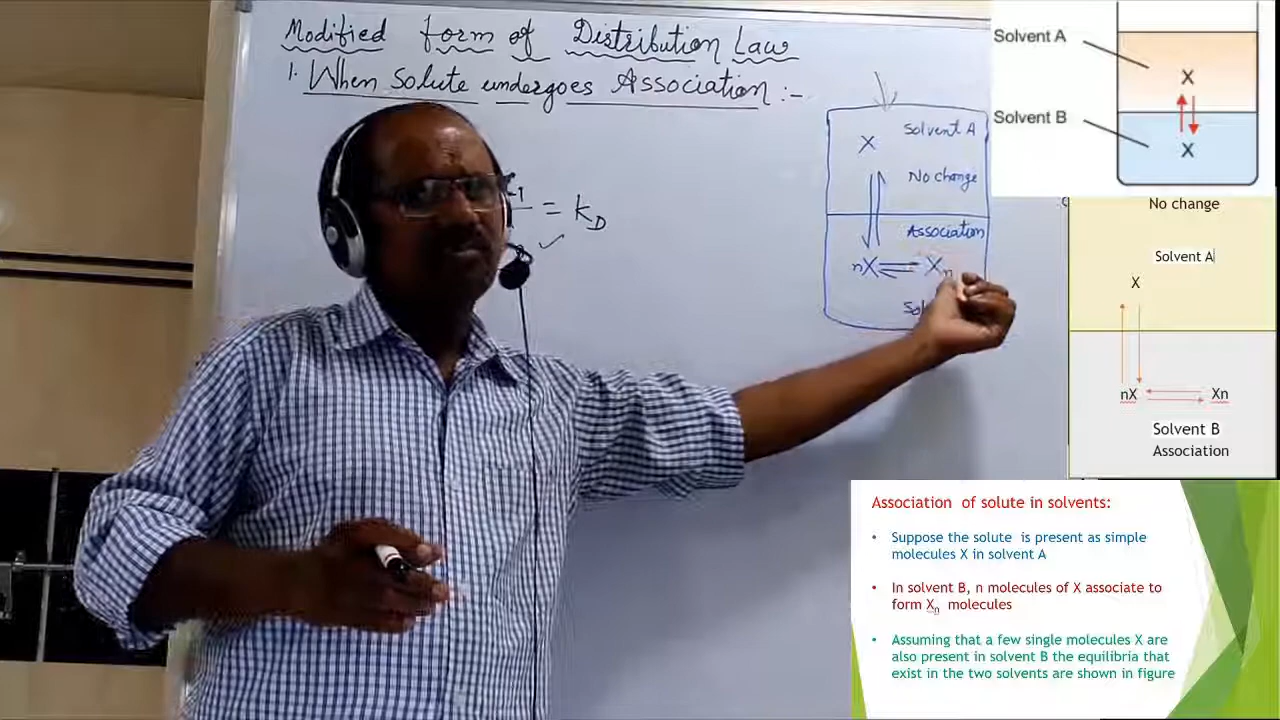 Modified form of Distribution Law
1. When Solute undergoes Association :-
= KD
X Solvent A
No change
Association
nX ⇌ Xn
Solvent A
X
Solvent B
X
No change
Solvent A
X
nX Xn
Solvent B
Association
Association of solute in solvents:
• Suppose the solute is present as simple
molecules X in solvent A
• In solvent B, n molecules of X associate to
form Xn molecules
• Assuming that a few single molecules X are
also present in solvent B the equilibria that
exist in the two solvents are shown in figure